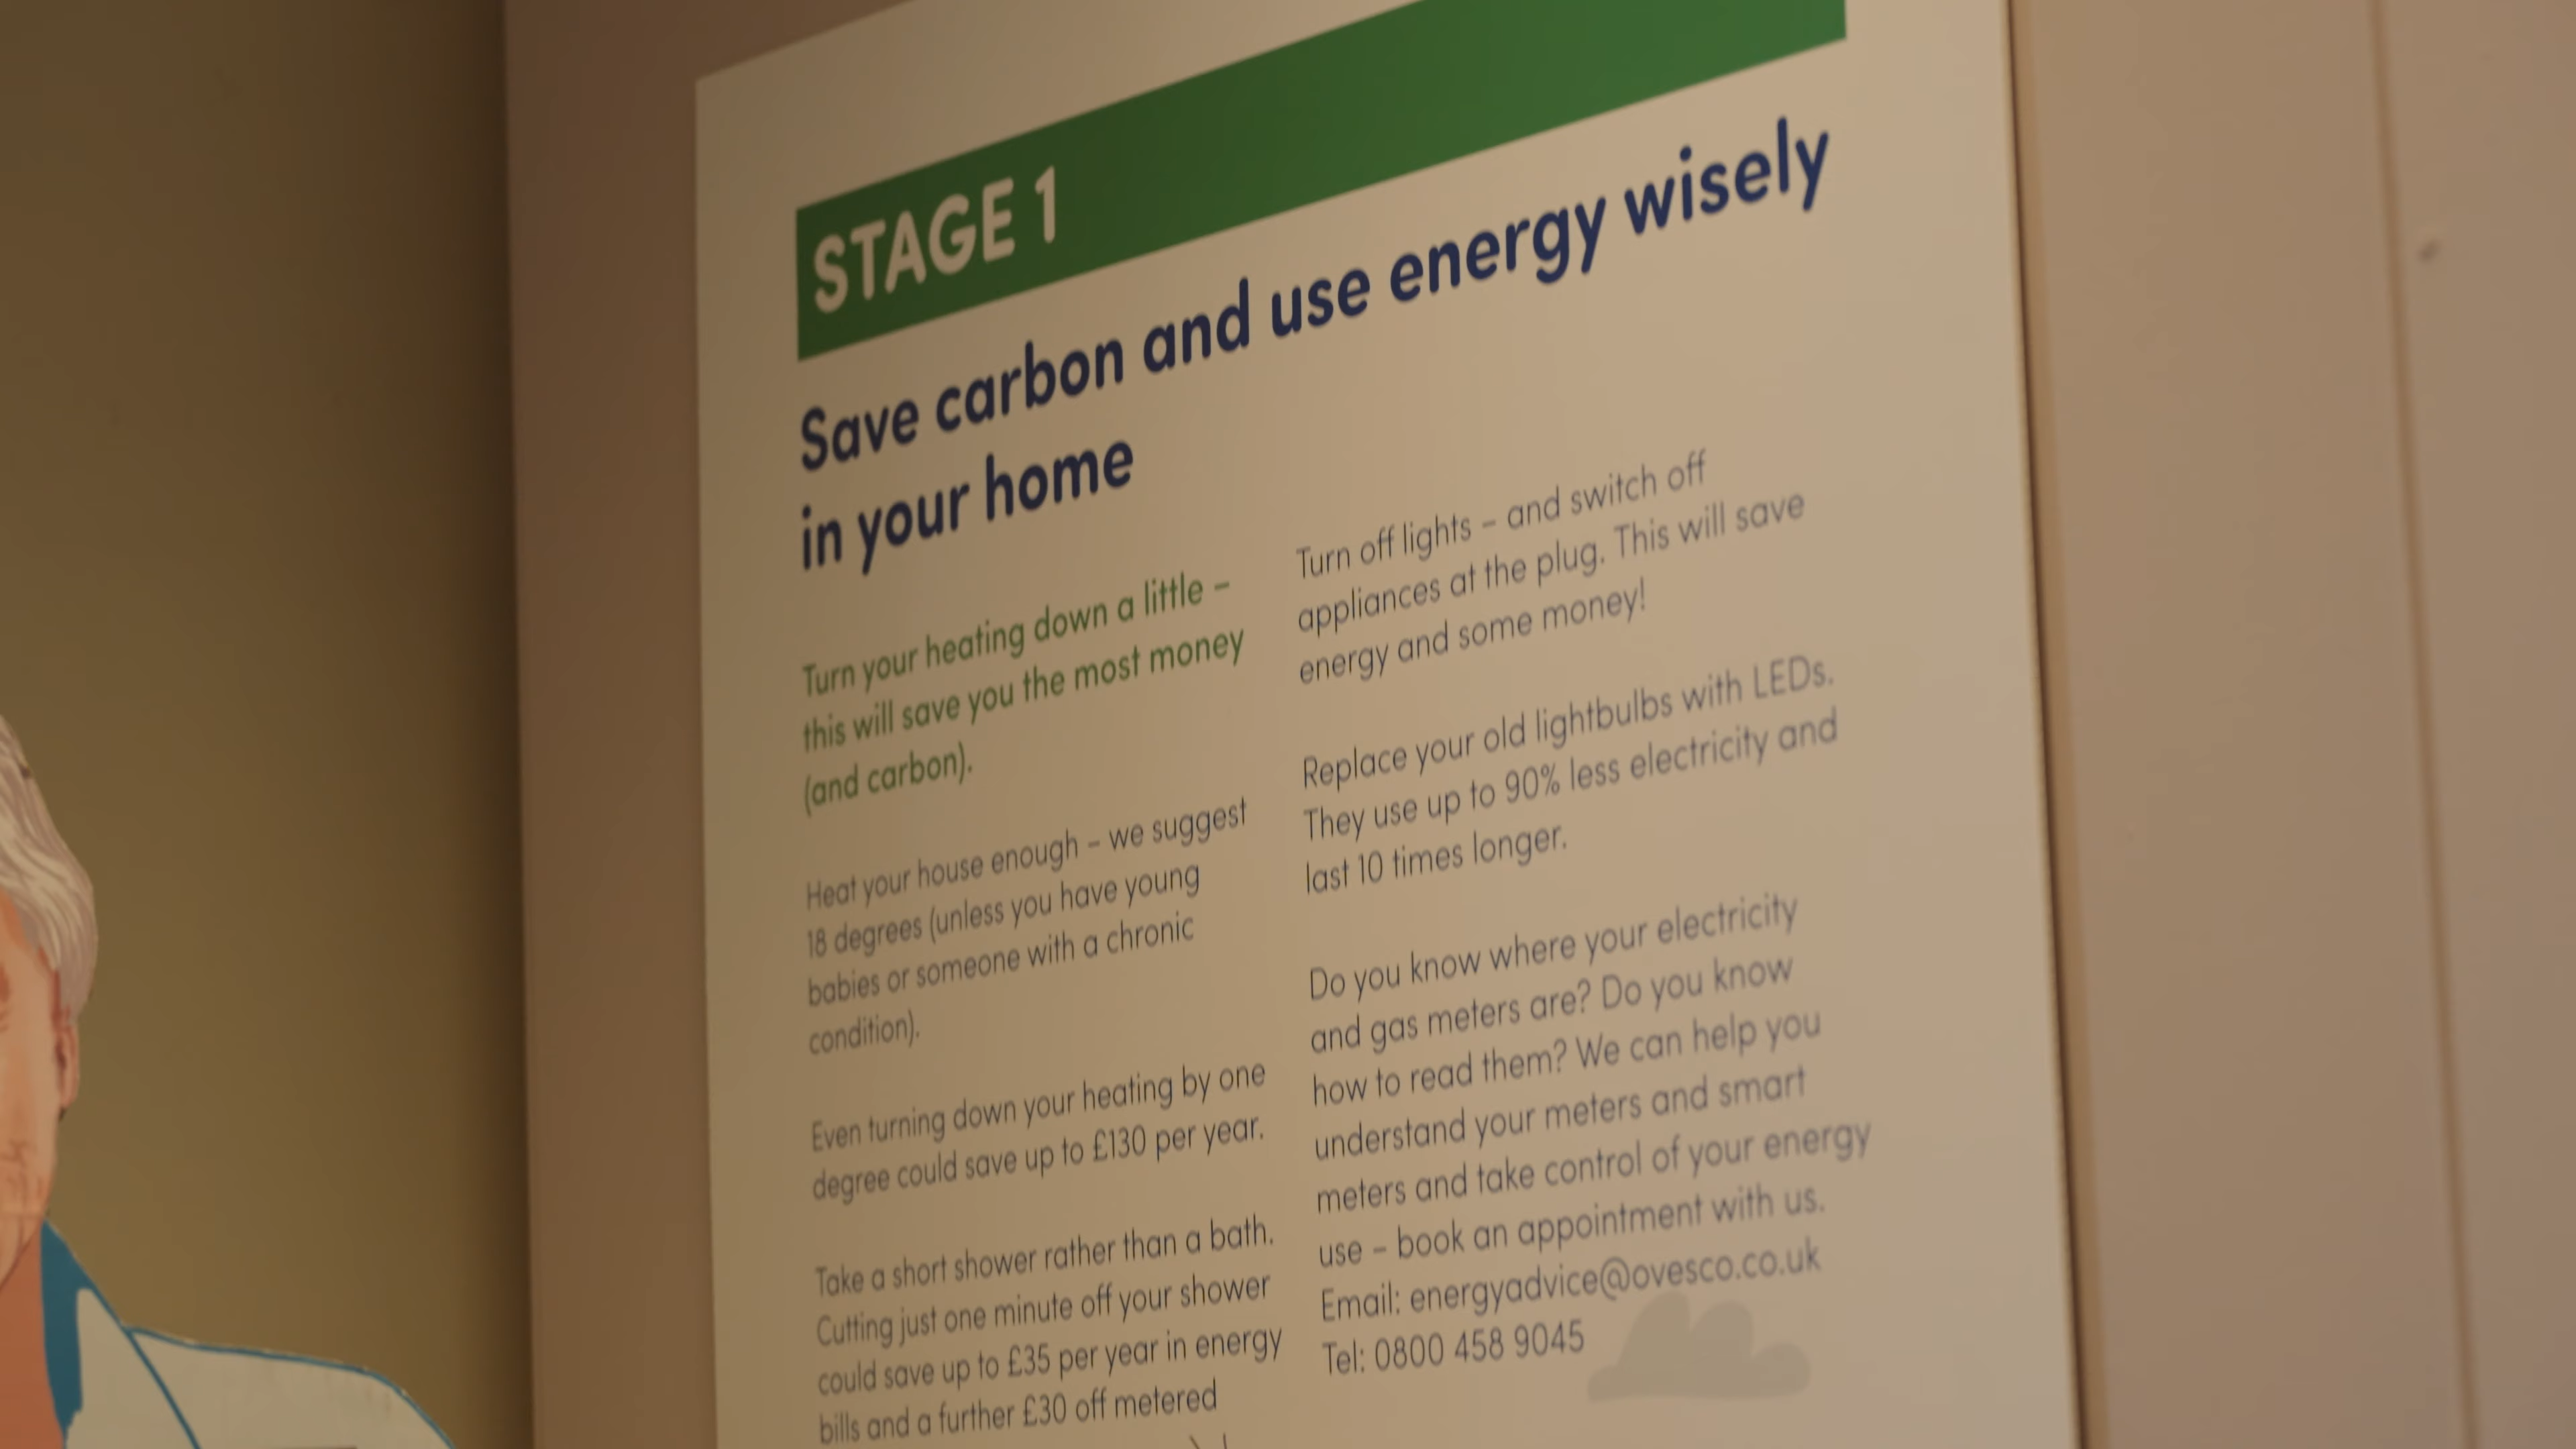 STAGE 1
Save carbon and use energy wisely
in your home
Turn your heating down a little –
this will save you the most money
(and carbon).
Heat your house enough – we suggest
18 degrees (unless you have young
babies or someone with a chronic
condition).
Even turning down your heating by one
degree could save up to £130 per year.
Take a short shower rather than a bath.
Cutting just one minute off your shower
could save up to £35 per year in energy
bills and a further £30 off metered
Turn off lights – and switch off
appliances at the plug. This will save
energy and some money!
Replace your old lightbulbs with LEDs.
They use up to 90% less electricity and
last 10 times longer.
Do you know where your electricity
and gas meters are? Do you know
how to read them? We can help you
understand your meters and smart
meters and take control of your energy
use – book an appointment with us.
Email: energyadvice@ovesco.co.uk
Tel: 0800 458 9045